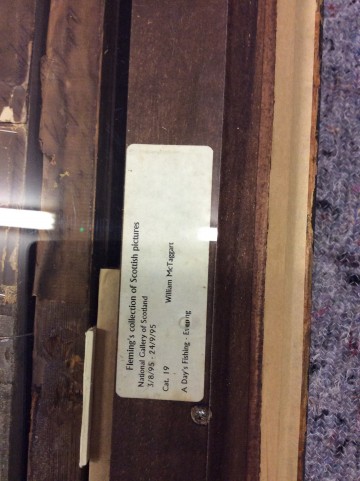 Fleming's collection of Scottish pictures
National Gallery of Scotland
3/8/95 - 24/9/95
Cat. 19 William McTaggart
A Day's Fishing - Evening